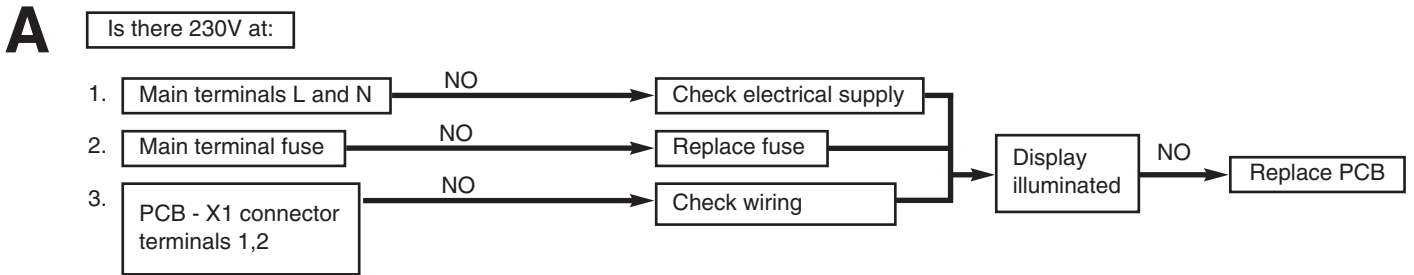 A
Is there 230V at:
1. Main terminals L and N
NO
Check electrical supply
2. Main terminal fuse
NO
Replace fuse
3. PCB - X1 connector
terminals 1,2
NO
Check wiring
Display
illuminated
NO
Replace PCB